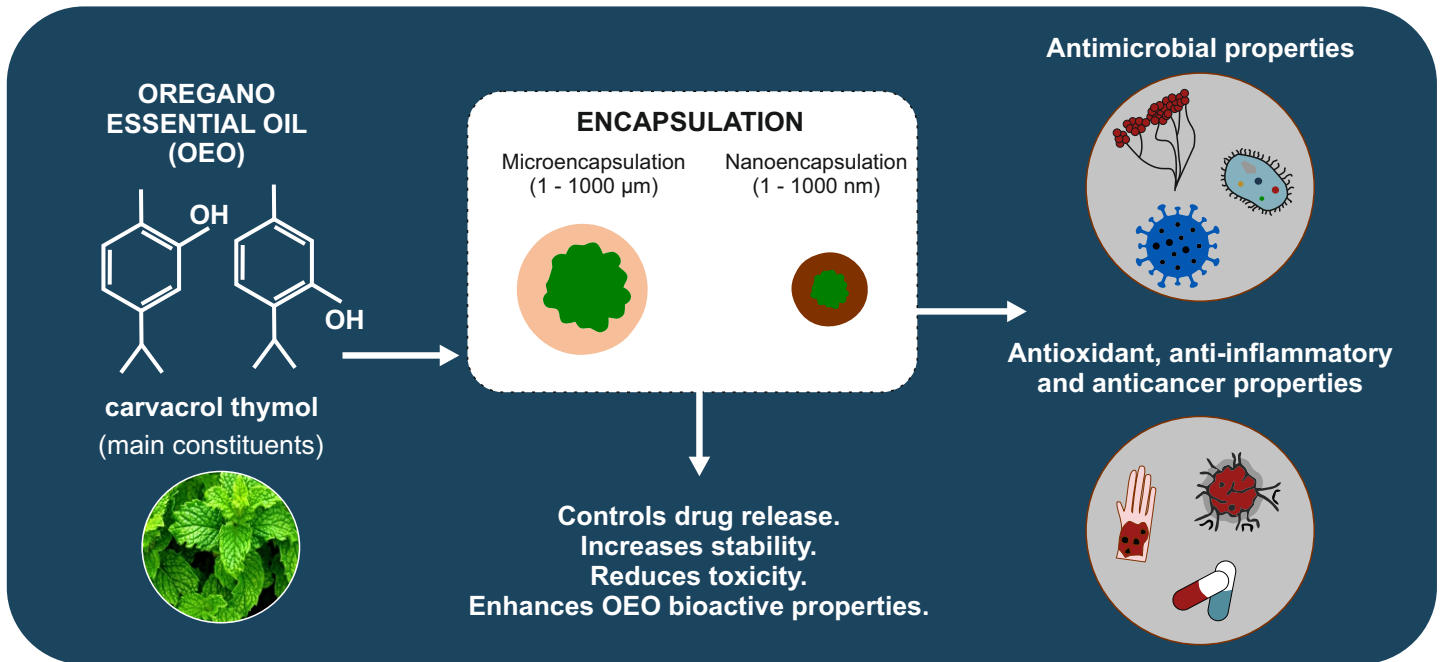 OREGANO
ESSENTIAL OIL
(OEO)
OH
OH
carvacrol thymol
(main constituents)
ENCAPSULATION
Microencapsulation
(1 - 1000 µm)
Nanoencapsulation
(1 - 1000 nm)
Controls drug release.
Increases stability.
Reduces toxicity.
Enhances OEO bioactive properties.
Antimicrobial properties
Antioxidant, anti-inflammatory
and anticancer properties